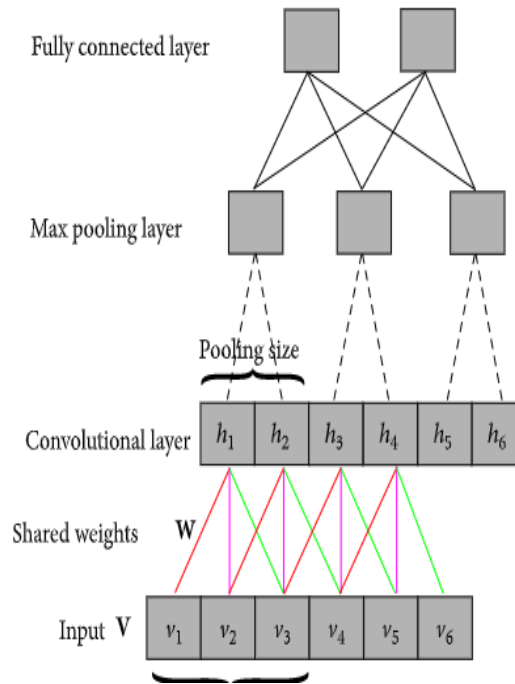 Fully connected layer
Max pooling layer
Pooling size
Convolutional layer h1 h2 h3 h4 h5 h6
Shared weights W
Input V v1 v2 v3 v4 v5 v6